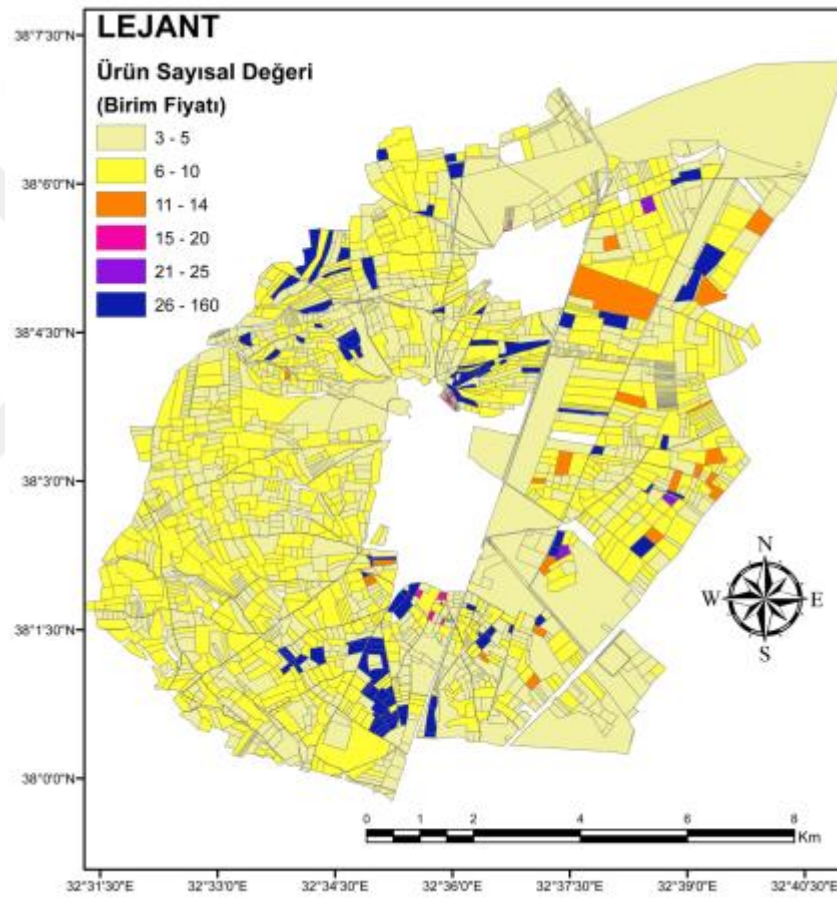 LEJANT
Ürün Sayısal Değeri
(Birim Fiyatı)
3 - 5
6 - 10
11 - 14
15 - 20
21 - 25
26 - 160
38°7'30"N
38°6'0"N
38°4'30"N
38°3'0"N
38°1'30"N
38°0'0"N
N
W E
S
0 1 2 4 6 8
Km
32°31'30"E 32°33'0"E 32°34'30"E 32°36'0"E 32°37'30"E 32°39'0"E 32°40'30"E